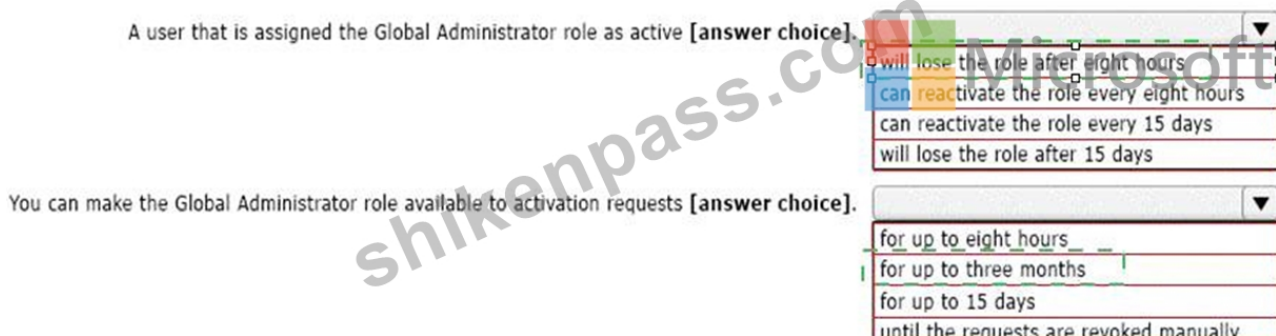 A user that is assigned the Global Administrator role as active [answer choice].
will lose the role after eight hours
can reactivate the role every eight hours
can reactivate the role every 15 days
will lose the role after 15 days
You can make the Global Administrator role available to activation requests [answer choice].
for up to eight hours
for up to three months
for up to 15 days
until the requests are revoked manually
shikenpass.com
Microsoft